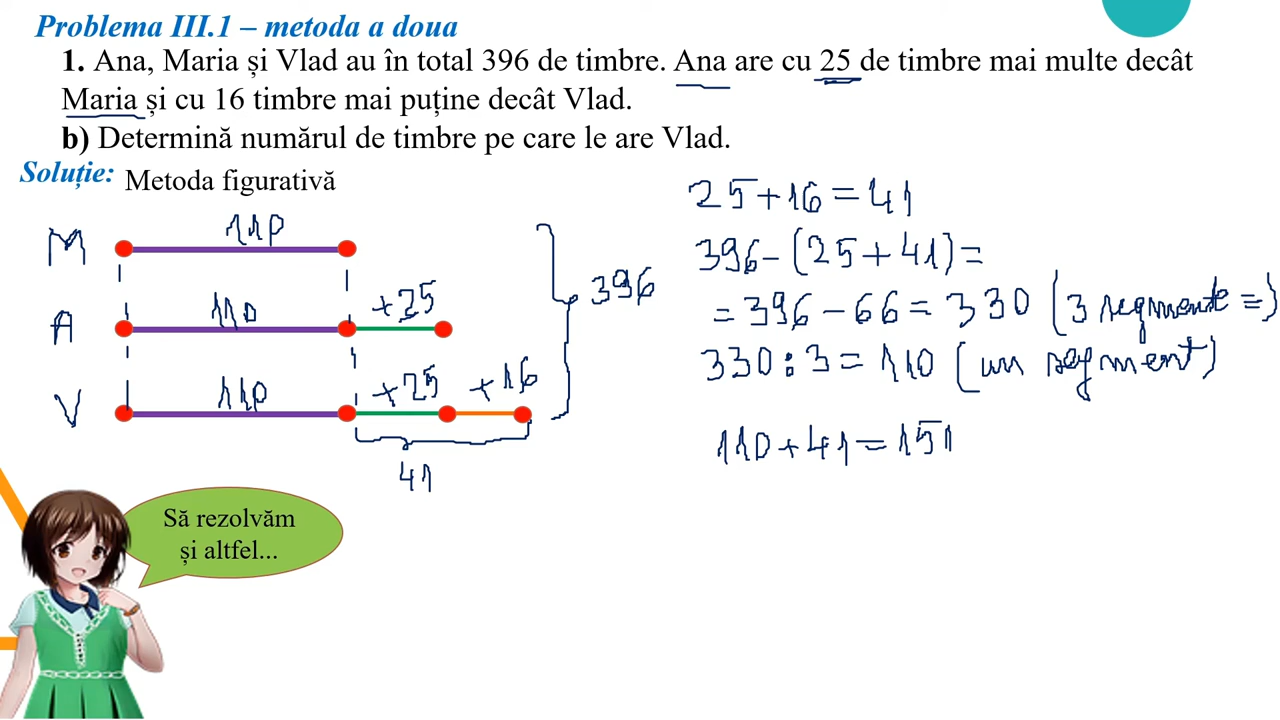 Problema III.1 – metoda a doua
1. Ana, Maria și Vlad au în total 396 de timbre. Ana are cu 25 de timbre mai multe decât
Maria și cu 16 timbre mai puține decât Vlad.
b) Determină numărul de timbre pe care le are Vlad.
Soluție: Metoda figurativă
M 110
A 110 +25
V 110 +25 +16
41
396
25+16=41
396-(25+41)=
=396-66=330 (3 segmente =)
330:3=110 (un segment)
110+41=151
Să rezolvăm
și altfel...